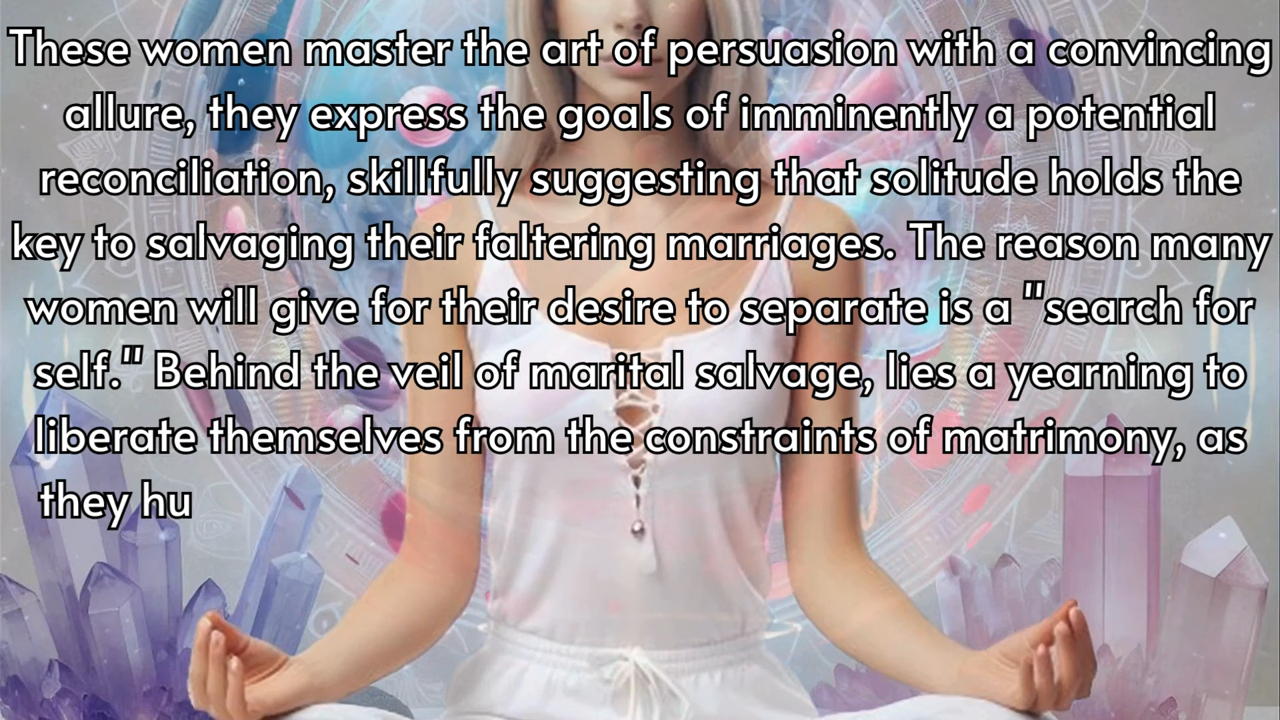 These women master the art of persuasion with a convincing
allure, they express the goals of imminently a potential
reconciliation, skillfully suggesting that solitude holds the
key to salvaging their faltering marriages. The reason many
women will give for their desire to separate is a "search for
self." Behind the veil of marital salvage, lies a yearning to
liberate themselves from the constraints of matrimony, as
they hu